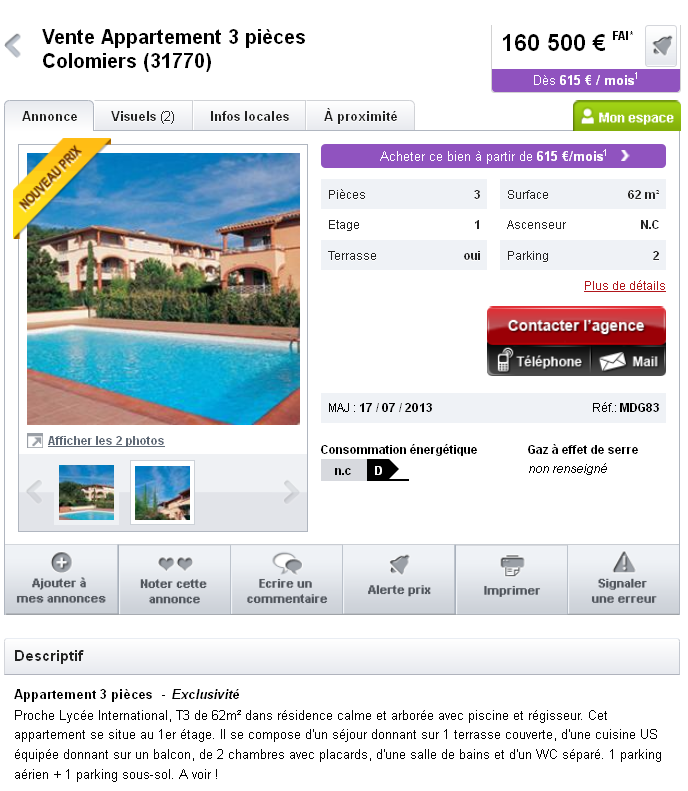 Vente Appartement 3 pièces
Colomiers (31770)
160 500 € FAI*
Dès 615 € / mois1
Annonce
Visuels (2)
Infos locales
À proximité
Mon espace
NOUVEAU PRIX
Acheter ce bien à partir de 615 €/mois1
Pièces 3
Surface 62 m²
Etage 1
Ascenseur N.C
Terrasse oui
Parking 2
Plus de détails
Contacter l'agence
Téléphone
Mail
MAJ : 17 / 07 / 2013
Réf.: MDG83
Afficher les 2 photos
Consommation énergétique
n.c D
Gaz à effet de serre
non renseigné
Ajouter à
mes annonces
Noter cette
annonce
Ecrire un
commentaire
Alerte prix
Imprimer
Signaler
une erreur
Descriptif
Appartement 3 pièces - Exclusivité
Proche Lycée International, T3 de 62m² dans résidence calme et arborée avec piscine et régisseur. Cet
appartement se situe au 1er étage. Il se compose d'un séjour donnant sur 1 terrasse couverte, d'une cuisine US
équipée donnant sur un balcon, de 2 chambres avec placards, d'une salle de bains et d'un WC séparé. 1 parking
aérien + 1 parking sous-sol. A voir !